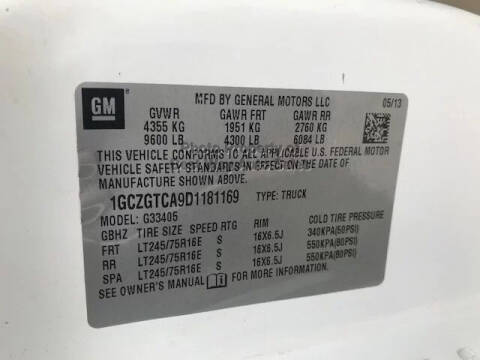 GM
MFD BY GENERAL MOTORS LLC 05/13
GVWR GAWR FRT GAWR RR
4355 KG 1951 KG 2760 KG
9600 LB 4300 LB 6084 LB
Photo Property of
THIS VEHICLE CONFORMS TO ALL APPLICABLE U.S. FEDERAL MOTOR
VEHICLE SAFETY STANDARDS IN EFFECT ON THE DATE OF
MANUFACTURE SHOWN ABOVE.
1GCZGTCA9D1181169 TYPE: TRUCK
MODEL: G33405
GBHZ TIRE SIZE SPEED RTG RIM COLD TIRE PRESSURE
FRT LT245/75R16E S 16X6.5J 340KPA(50PSI)
RR LT245/75R16E S 16X6.5J 550KPA(80PSI)
SPA LT245/75R16E S 16X6.5J 550KPA(80PSI)
SEE OWNER'S MANUAL